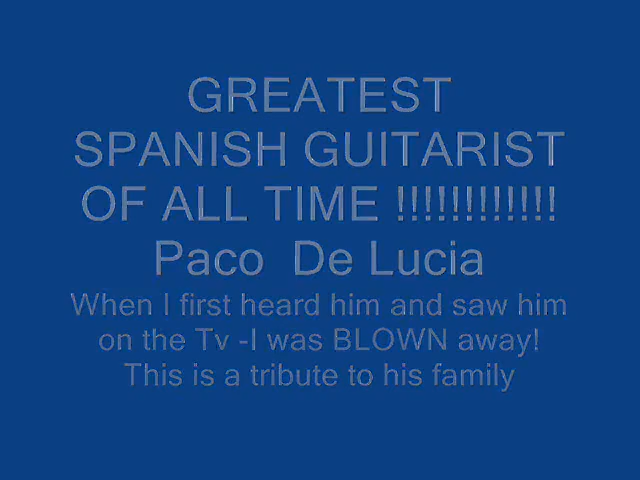 GREATEST
SPANISH GUITARIST
OF ALL TIME !!!!!!!!!!!!
Paco  De Lucia
When I first heard him and saw him
on the Tv -I was BLOWN away!
This is a tribute to his family